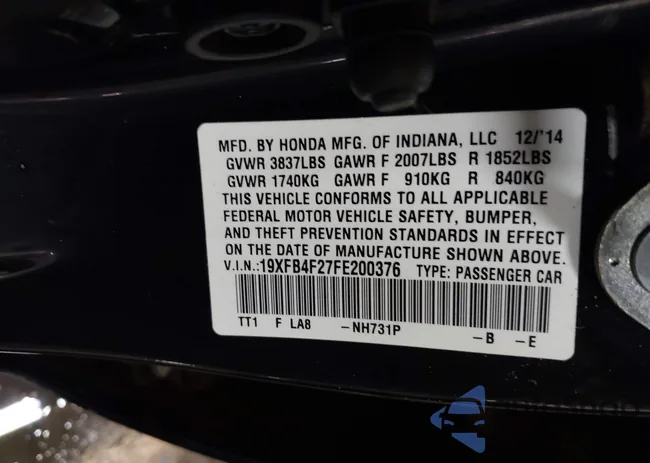 MFD. BY HONDA MFG. OF INDIANA, LLC 12/'14
GVWR 3837LBS GAWR F 2007LBS R 1852LBS
GVWR 1740KG GAWR F 910KG R 840KG
THIS VEHICLE CONFORMS TO ALL APPLICABLE
FEDERAL MOTOR VEHICLE SAFETY, BUMPER,
AND THEFT PREVENTION STANDARDS IN EFFECT
ON THE DATE OF MANUFACTURE SHOWN ABOVE.
V.I.N.:19XFB4F27FE200376 TYPE: PASSENGER CAR
TT1 F LA8 -NH731P -B -E